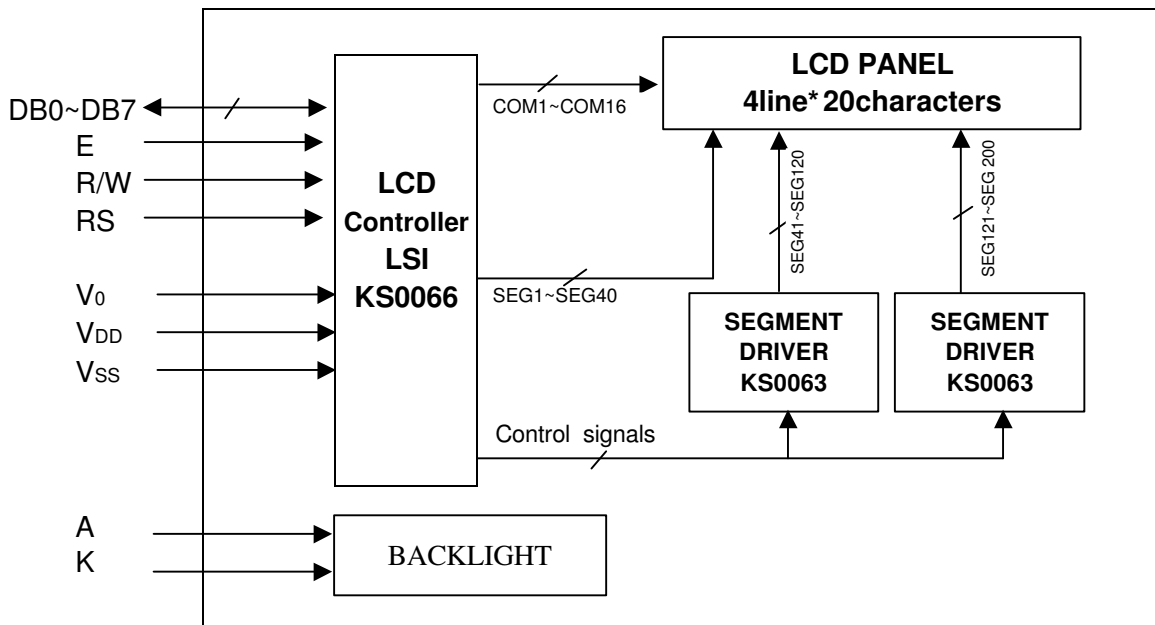 LCD PANEL
4line* 20characters
COM1~COM16
DB0~DB7
E
R/W
RS
LCD
Controller
LSI
KS0066
SEG41~SEG120
SEG121~SEG 200
V0
VDD
VSS
SEG1~SEG40
SEGMENT
DRIVER
KS0063
SEGMENT
DRIVER
KS0063
Control signals
A
K
BACKLIGHT